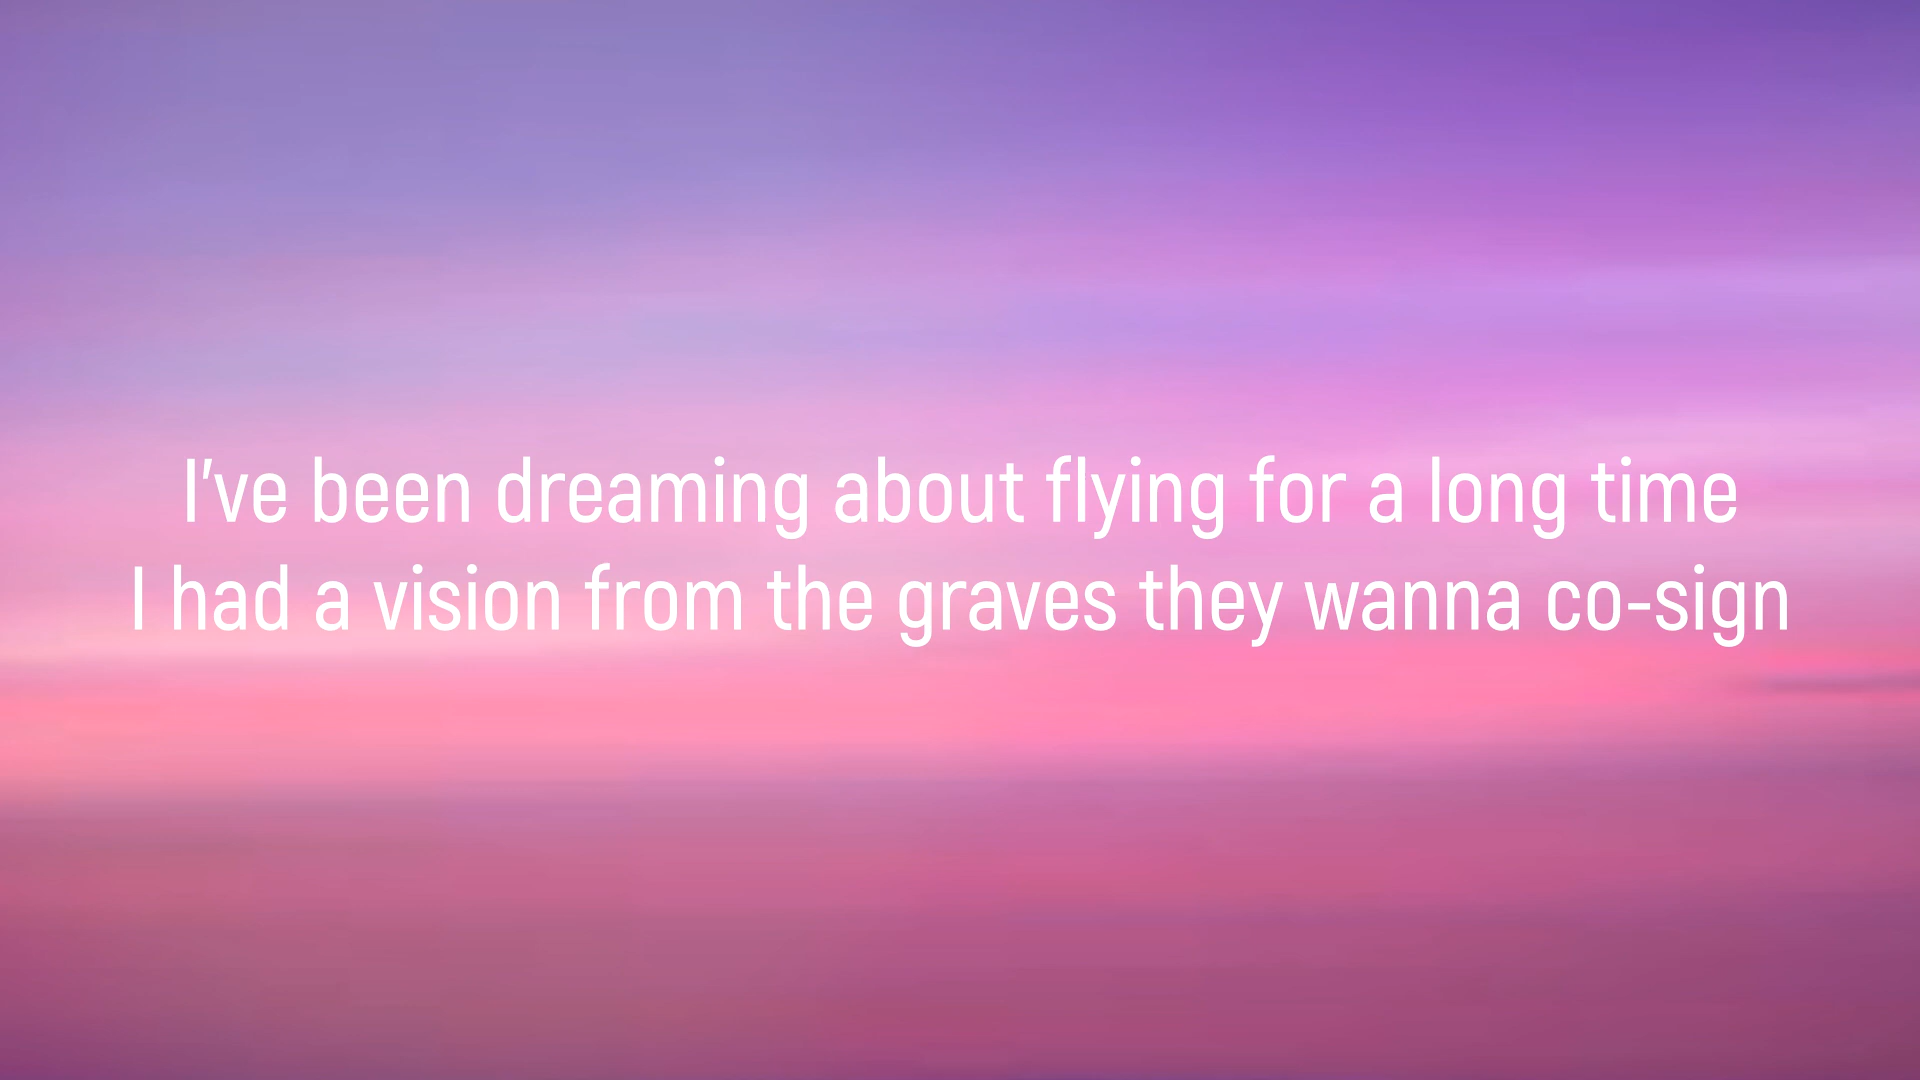 I've been dreaming about flying for a long time
I had a vision from the graves they wanna co-sign